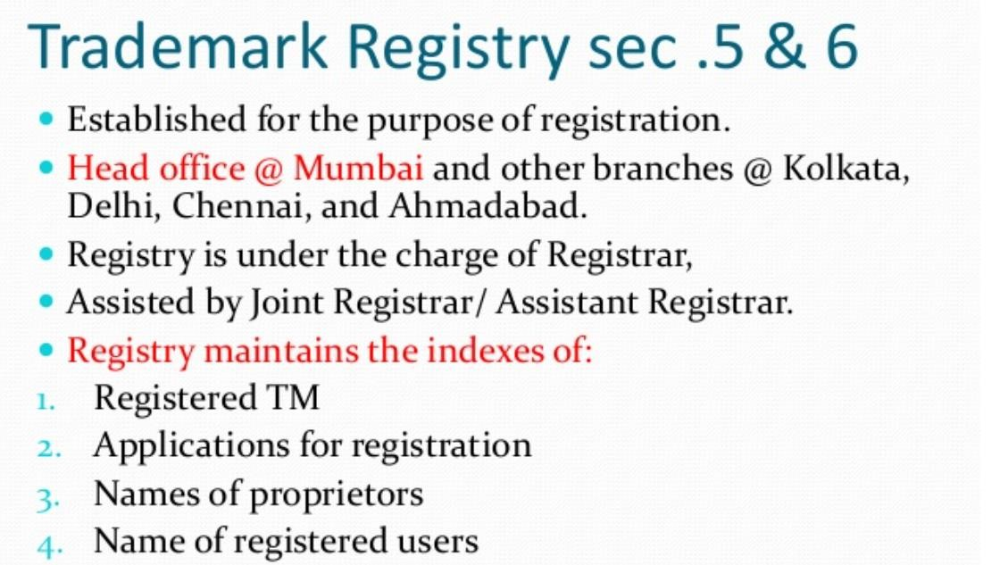 Trademark Registry sec .5 & 6
• Established for the purpose of registration.
• Head office @ Mumbai and other branches @ Kolkata,
Delhi, Chennai, and Ahmadabad.
• Registry is under the charge of Registrar,
• Assisted by Joint Registrar/ Assistant Registrar.
• Registry maintains the indexes of:
1. Registered TM
2. Applications for registration
3. Names of proprietors
4. Name of registered users